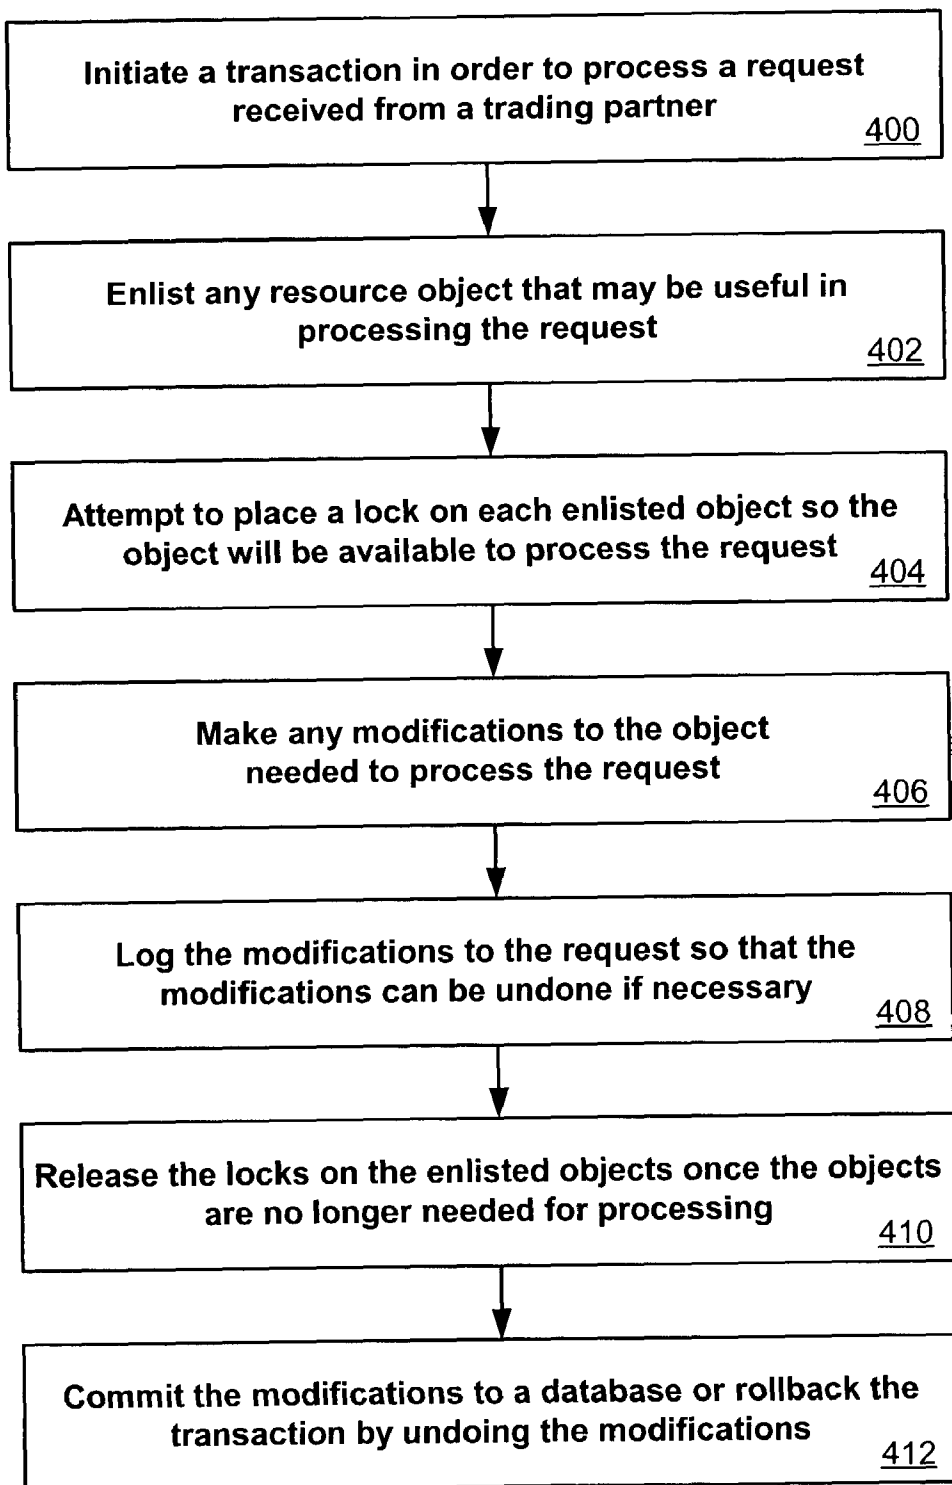 Initiate a transaction in order to process a request
received from a trading partner
400
Enlist any resource object that may be useful in
processing the request
402
Attempt to place a lock on each enlisted object so the
object will be available to process the request
404
Make any modifications to the object
needed to process the request
406
Log the modifications to the request so that the
modifications can be undone if necessary
408
Release the locks on the enlisted objects once the objects
are no longer needed for processing
410
Commit the modifications to a database or rollback the
transaction by undoing the modifications
412